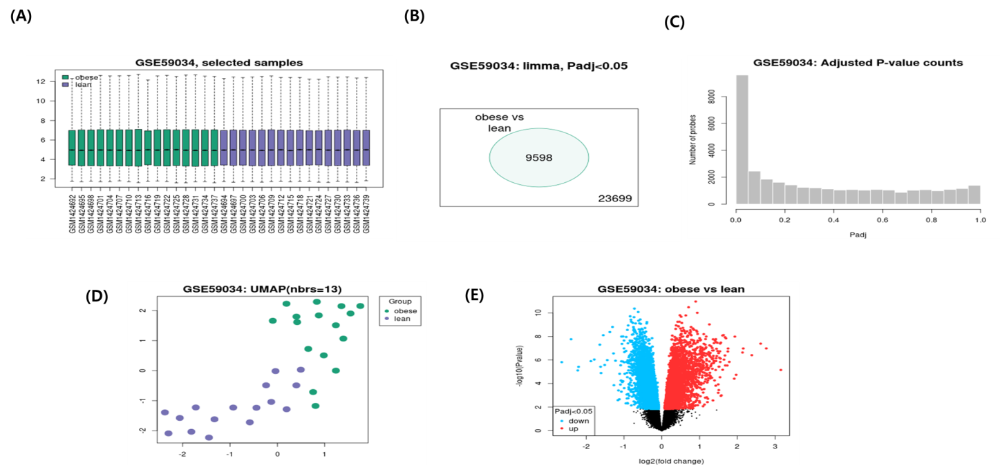 (A)
GSE59034, selected samples
obese
lean
12
10
8
6
4
2
GSM1424692
GSM1424695
GSM1424698
GSM1424701
GSM1424704
GSM1424707
GSM1424710
GSM1424713
GSM1424716
GSM1424719
GSM1424722
GSM1424725
GSM1424728
GSM1424731
GSM1424734
GSM1424737
GSM1424694
GSM1424697
GSM1424700
GSM1424703
GSM1424706
GSM1424709
GSM1424712
GSM1424715
GSM1424718
GSM1424721
GSM1424724
GSM1424727
GSM1424730
GSM1424733
GSM1424736
GSM1424739
(B)
GSE59034: limma, Padj<0.05
obese vs
lean
9598
23699
(C)
GSE59034: Adjusted P-value counts
Number of probes
8000
6000
4000
2000
0
0.0 0.2 0.4 0.6 0.8 1.0
Padj
(D)
GSE59034: UMAP(nbrs=13)
Group
obese
lean
2
1
0
-1
-2
-2 -1 0 1
(E)
GSE59034: obese vs lean
-log10(Pvalue)
10
8
6
4
2
0
Padj<0.05
down
up
-2 -1 0 1 2 3
log2(fold change)